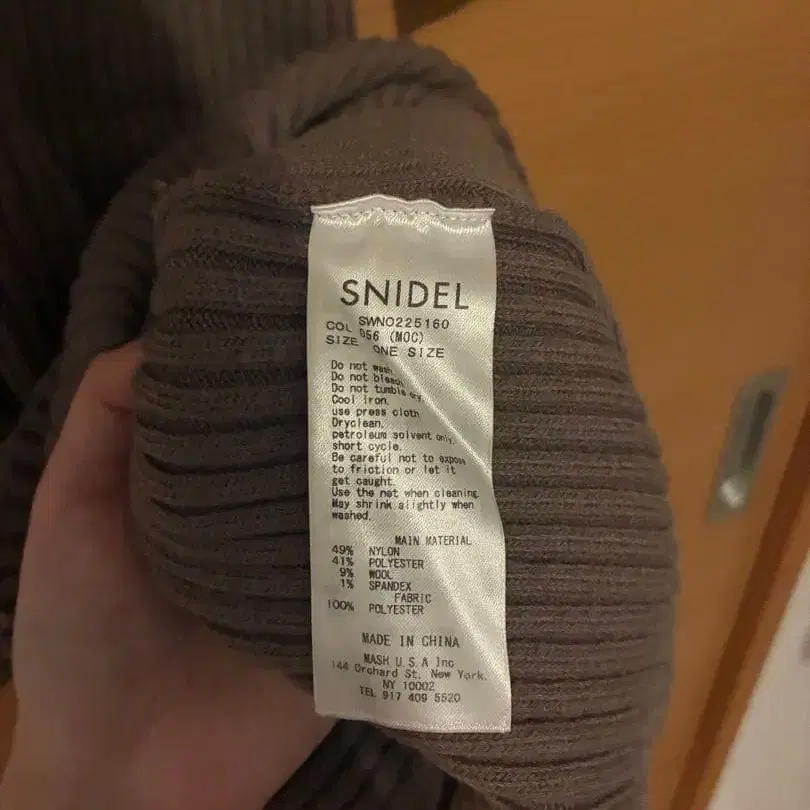 SNIDEL
SWNO225160
COL 056 (MOC)
SIZE ONE SIZE
Do not wash
Do not bleach
Do not tumble dry.
Cool iron.
use press cloth
Dryclean.
petroleum solvent only.
short cycle.
Be careful not to expose
to friction or let it
get caught.
Use the net when cleaning
May shrink slightly when
washed.
MAIN MATERIAL
49% NYLON
41% POLYESTER
9% WOOL
1% SPANDEX
FABRIC
100% POLYESTER
MADE IN CHINA
MASH U.S.A Inc
144 Orchard St. New York.
NY 10002
TEL 917 409 5520